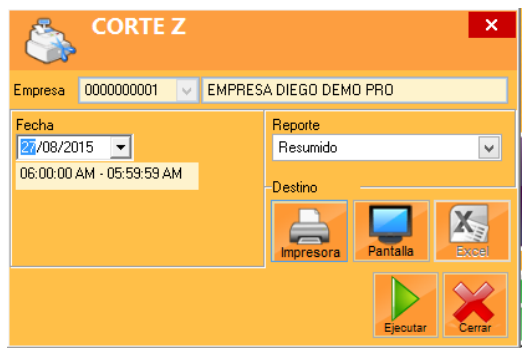 CORTE Z
Empresa 0000000001 EMPRESA DIEGO DEMO PRO
Fecha
27/08/2015
06:00:00 AM - 05:59:59 AM
Reporte
Resumido
Destino
Impresora Pantalla Excel
Ejecutar Cerrar